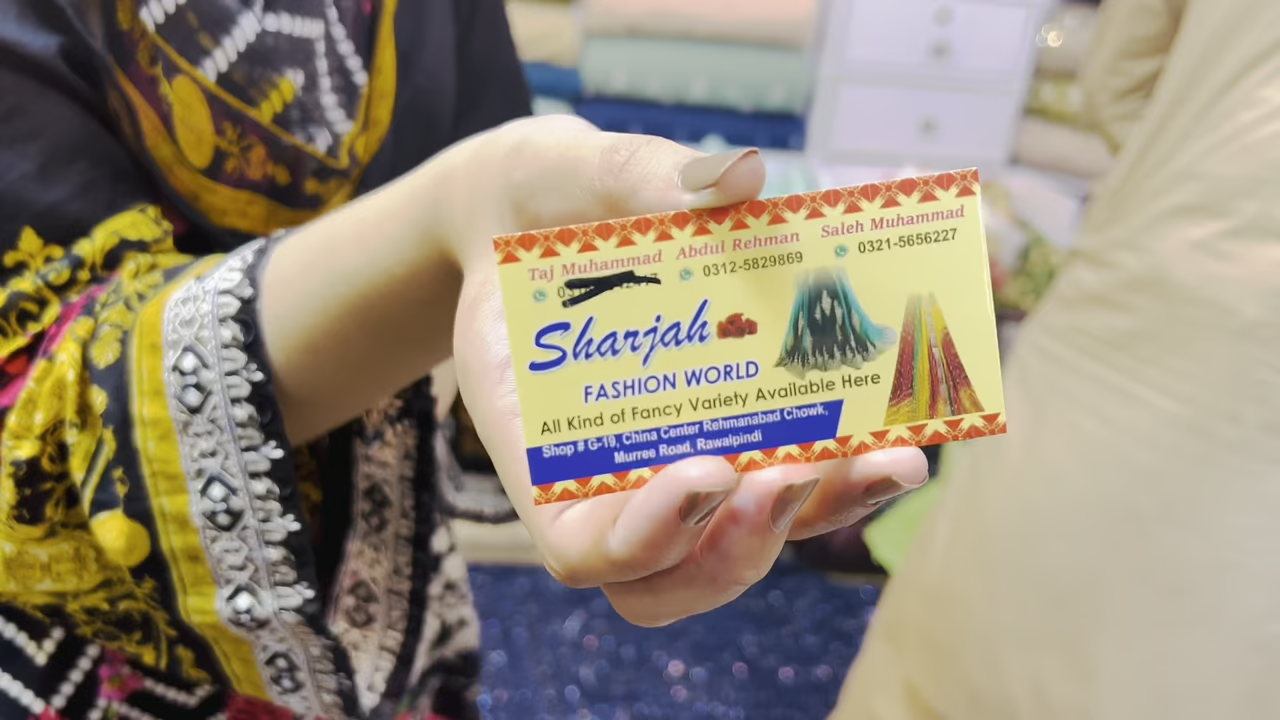 Taj Muhammad
Abdul Rehman
0312-5829869
Saleh Muhammad
0321-5656227
Sharjah
FASHION WORLD
All Kind of Fancy Variety Available Here
Shop # G-19, China Center Rehmanabad Chowk,
Murree Road, Rawalpindi